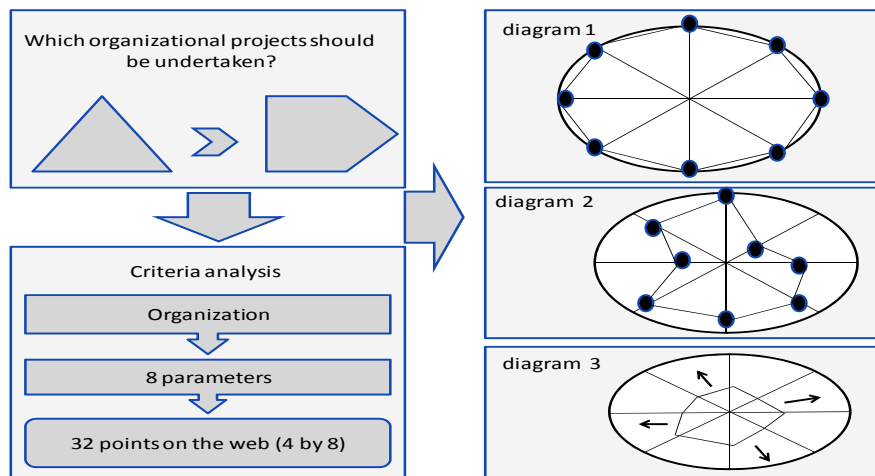 Which organizational projects should
be undertaken?
Criteria analysis
Organization
8 parameters
32 points on the web (4 by 8)
diagram 1
diagram 2
diagram 3